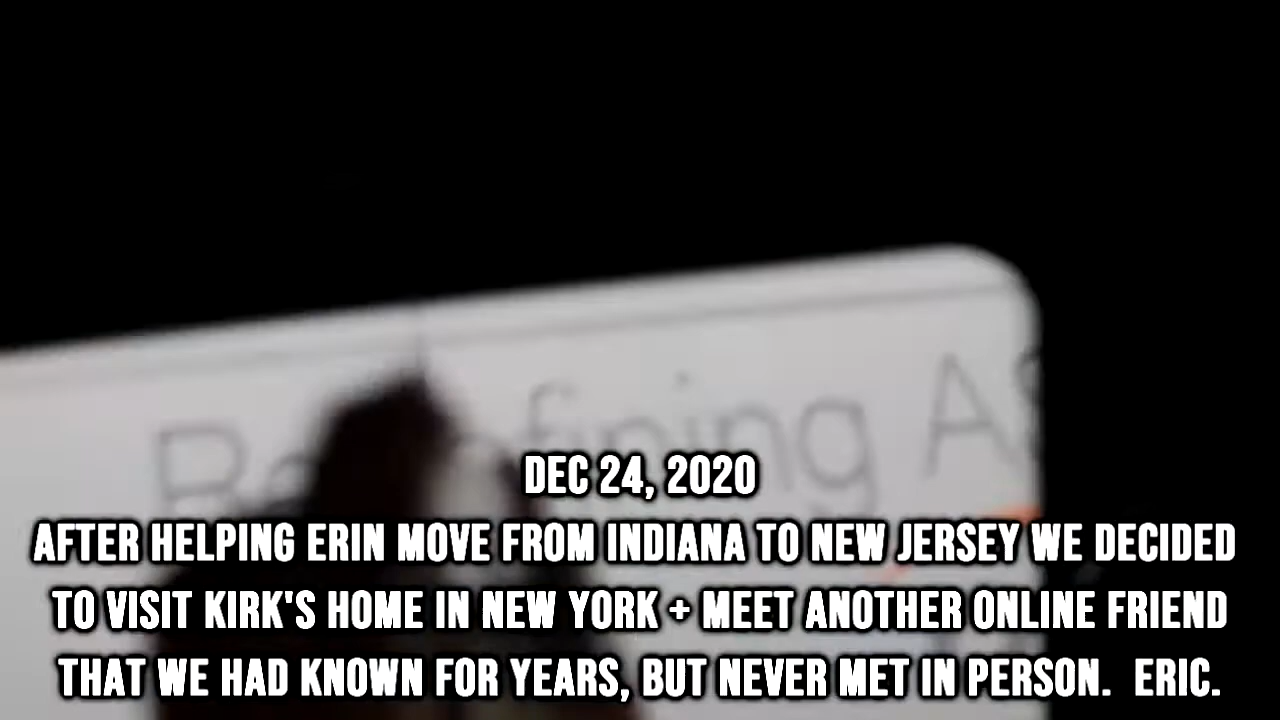 Refining A
DEC 24, 2020
AFTER HELPING ERIN MOVE FROM INDIANA TO NEW JERSEY WE DECIDED
TO VISIT KIRK'S HOME IN NEW YORK + MEET ANOTHER ONLINE FRIEND
THAT WE HAD KNOWN FOR YEARS, BUT NEVER MET IN PERSON.  ERIC.